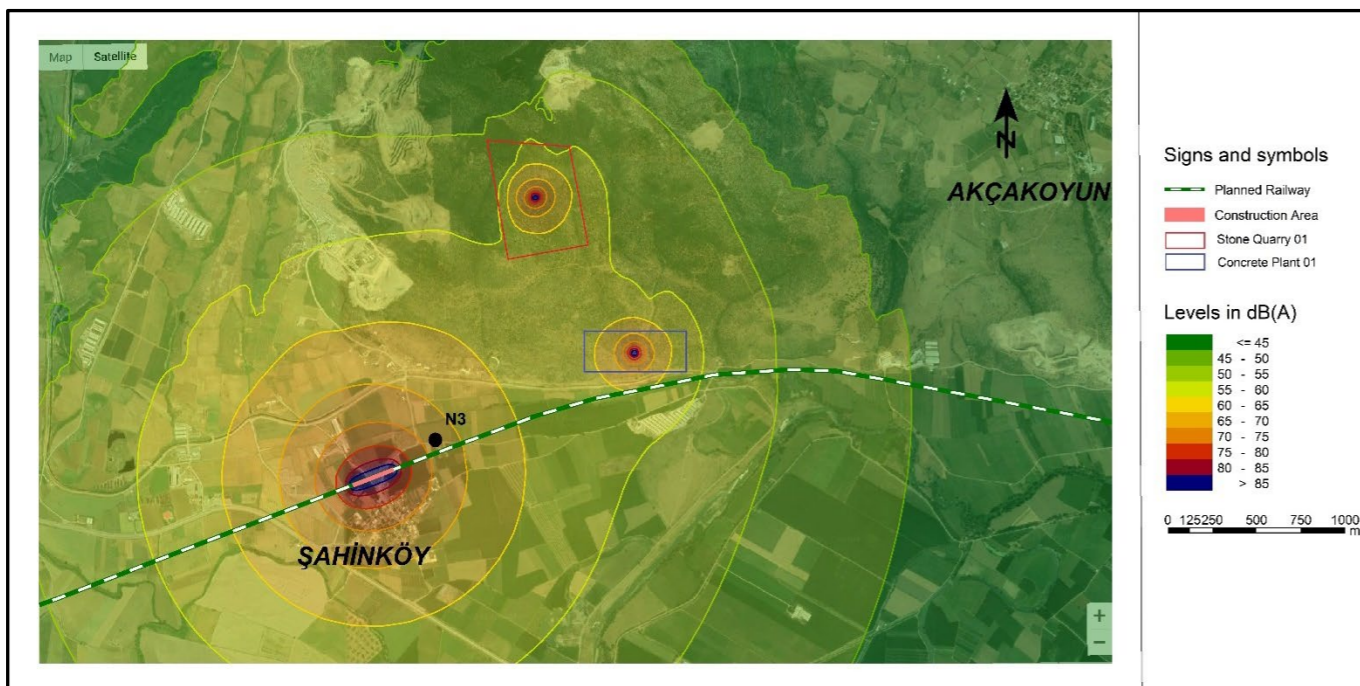 Map Satellite
N
AKÇAKOYUN
N3
ŞAHİNKÖY
+
−
Signs and symbols
Planned Railway
Construction Area
Stone Quarry 01
Concrete Plant 01
Levels in dB(A)
<= 45
45 - 50
50 - 55
55 - 60
60 - 65
65 - 70
70 - 75
75 - 80
80 - 85
> 85
0 125250 500 750 1000
m